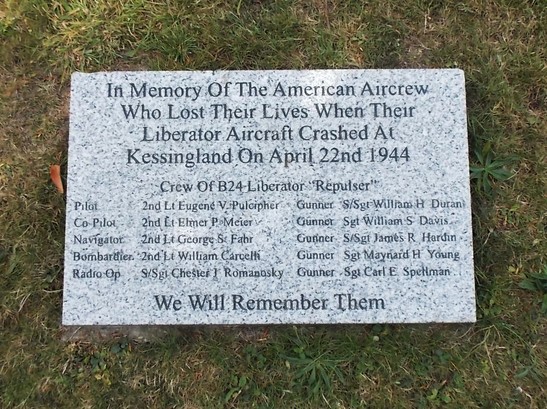 In Memory Of The American Aircrew
Who Lost Their Lives When Their
Liberator Aircraft Crashed At
Kessingland On April 22nd 1944
Crew Of B24 Liberator "Repulser"
Pilot 2nd Lt Eugene V. Pulcipher Gunner S/Sgt William H Duran
Co Pilot 2nd Lt Elmer P. Meier Gunner Sgt William S Davis
Navigator 2nd Lt George S. Fahr Gunner S/Sgt James R Hardin
Bombardier 2nd Lt William Carcelli Gunner Sgt Maynard H Young
Radio Op S/Sgt Chester J Romanosky Gunner Sgt Carl E. Spellman
We Will Remember Them